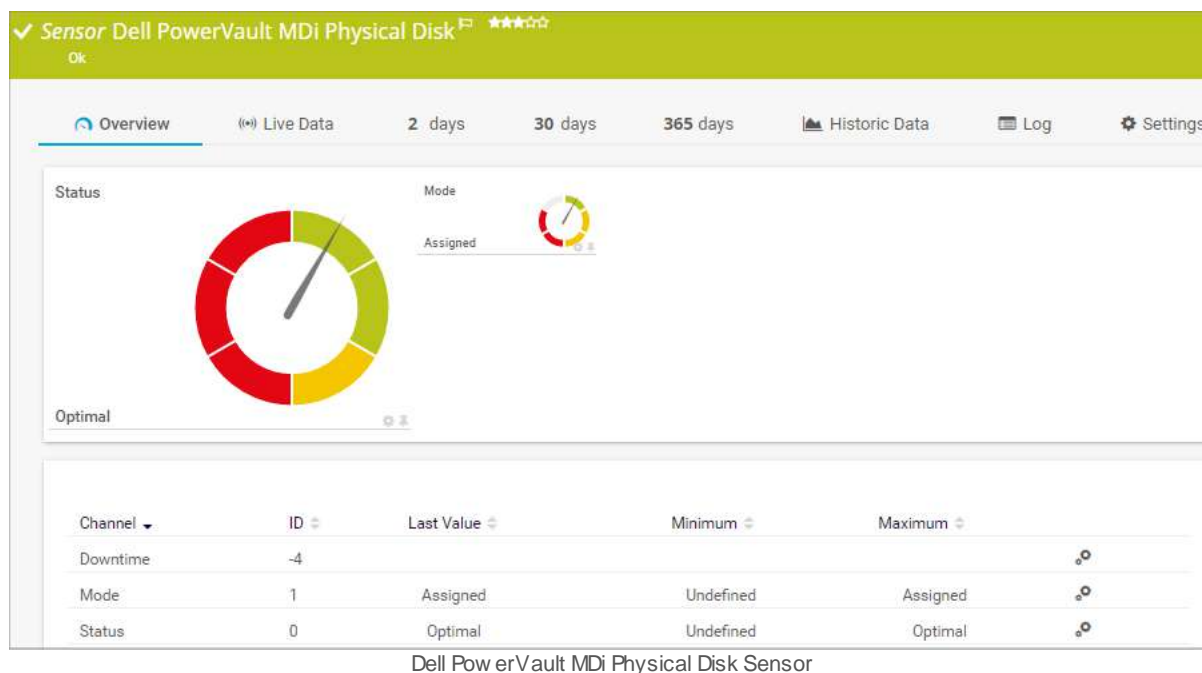 Sensor Dell PowerVault MDi Physical Disk
Ok
Overview Live Data 2 days 30 days 365 days Historic Data Log Settings
Status
Mode
Assigned
Optimal
Channel ID Last Value Minimum Maximum
Downtime -4
Mode 1 Assigned Undefined Assigned
Status 0 Optimal Undefined Optimal
Dell PowerVault MDi Physical Disk Sensor